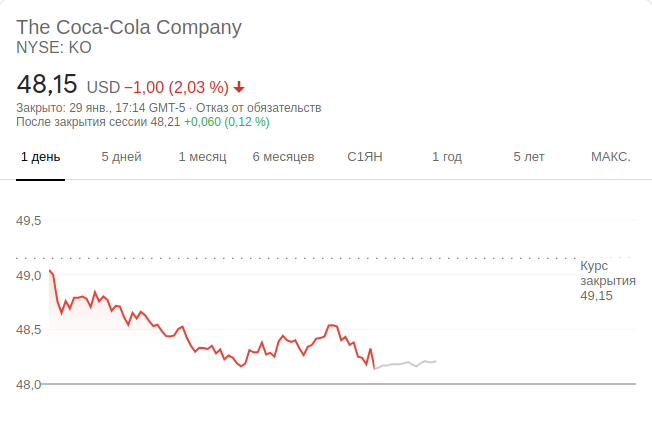 The Coca-Cola Company
NYSE: KO
48,15 USD −1,00 (2,03 %)
Закрыто: 29 янв., 17:14 GMT-5 · Отказ от обязательств
После закрытия сессии 48,21 +0,060 (0,12 %)
1 день 5 дней 1 месяц 6 месяцев С1ЯН 1 год 5 лет МАКС.
49,5
Курс
49,0
закрытия
49,15
48,5
48,0